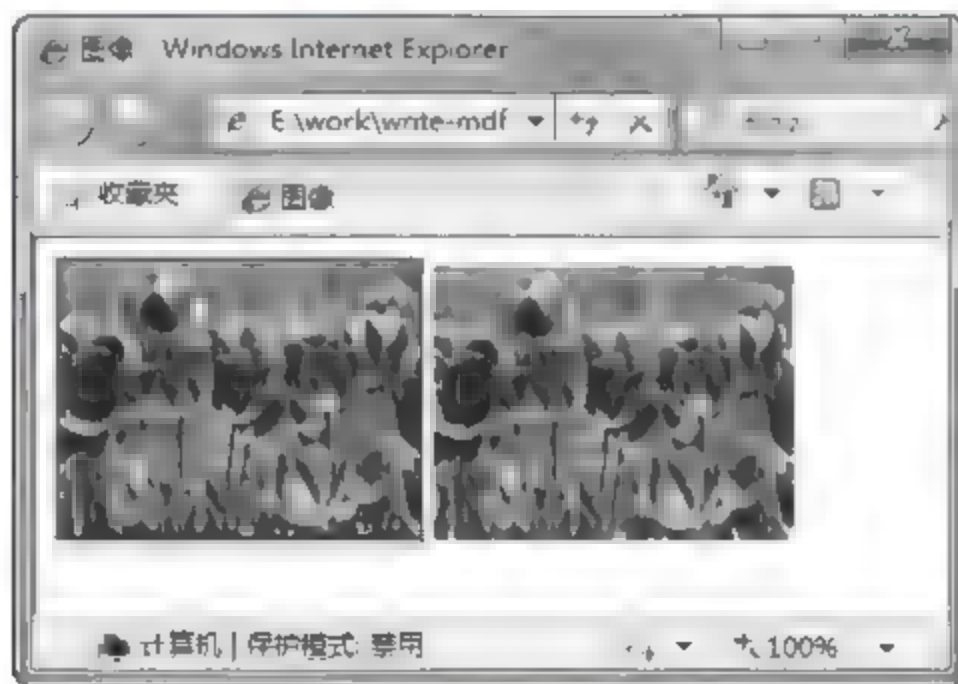 图像 Windows Internet Explorer
E:\work\write-mdf
收藏夹 图像
计算机 | 保护模式: 禁用 100%